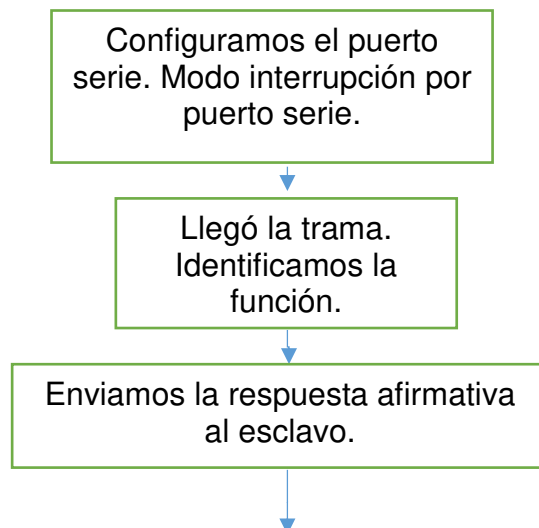 Configuramos el puerto
serie. Modo interrupción por
puerto serie.
Llegó la trama.
Identificamos la
función.
Enviamos la respuesta afirmativa
al esclavo.